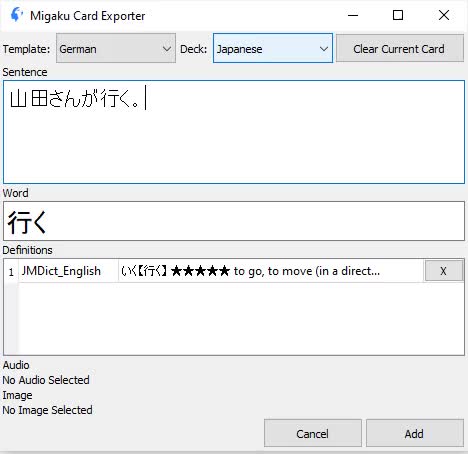 Migaku Card Exporter
Template: German Deck: Japanese Clear Current Card
Sentence
山田さんが行く。
Word
行く
Definitions
1 JMDict_English いく【行く】★★★★★ to go, to move (in a direct... X
Audio
No Audio Selected
Image
No Image Selected
Cancel Add